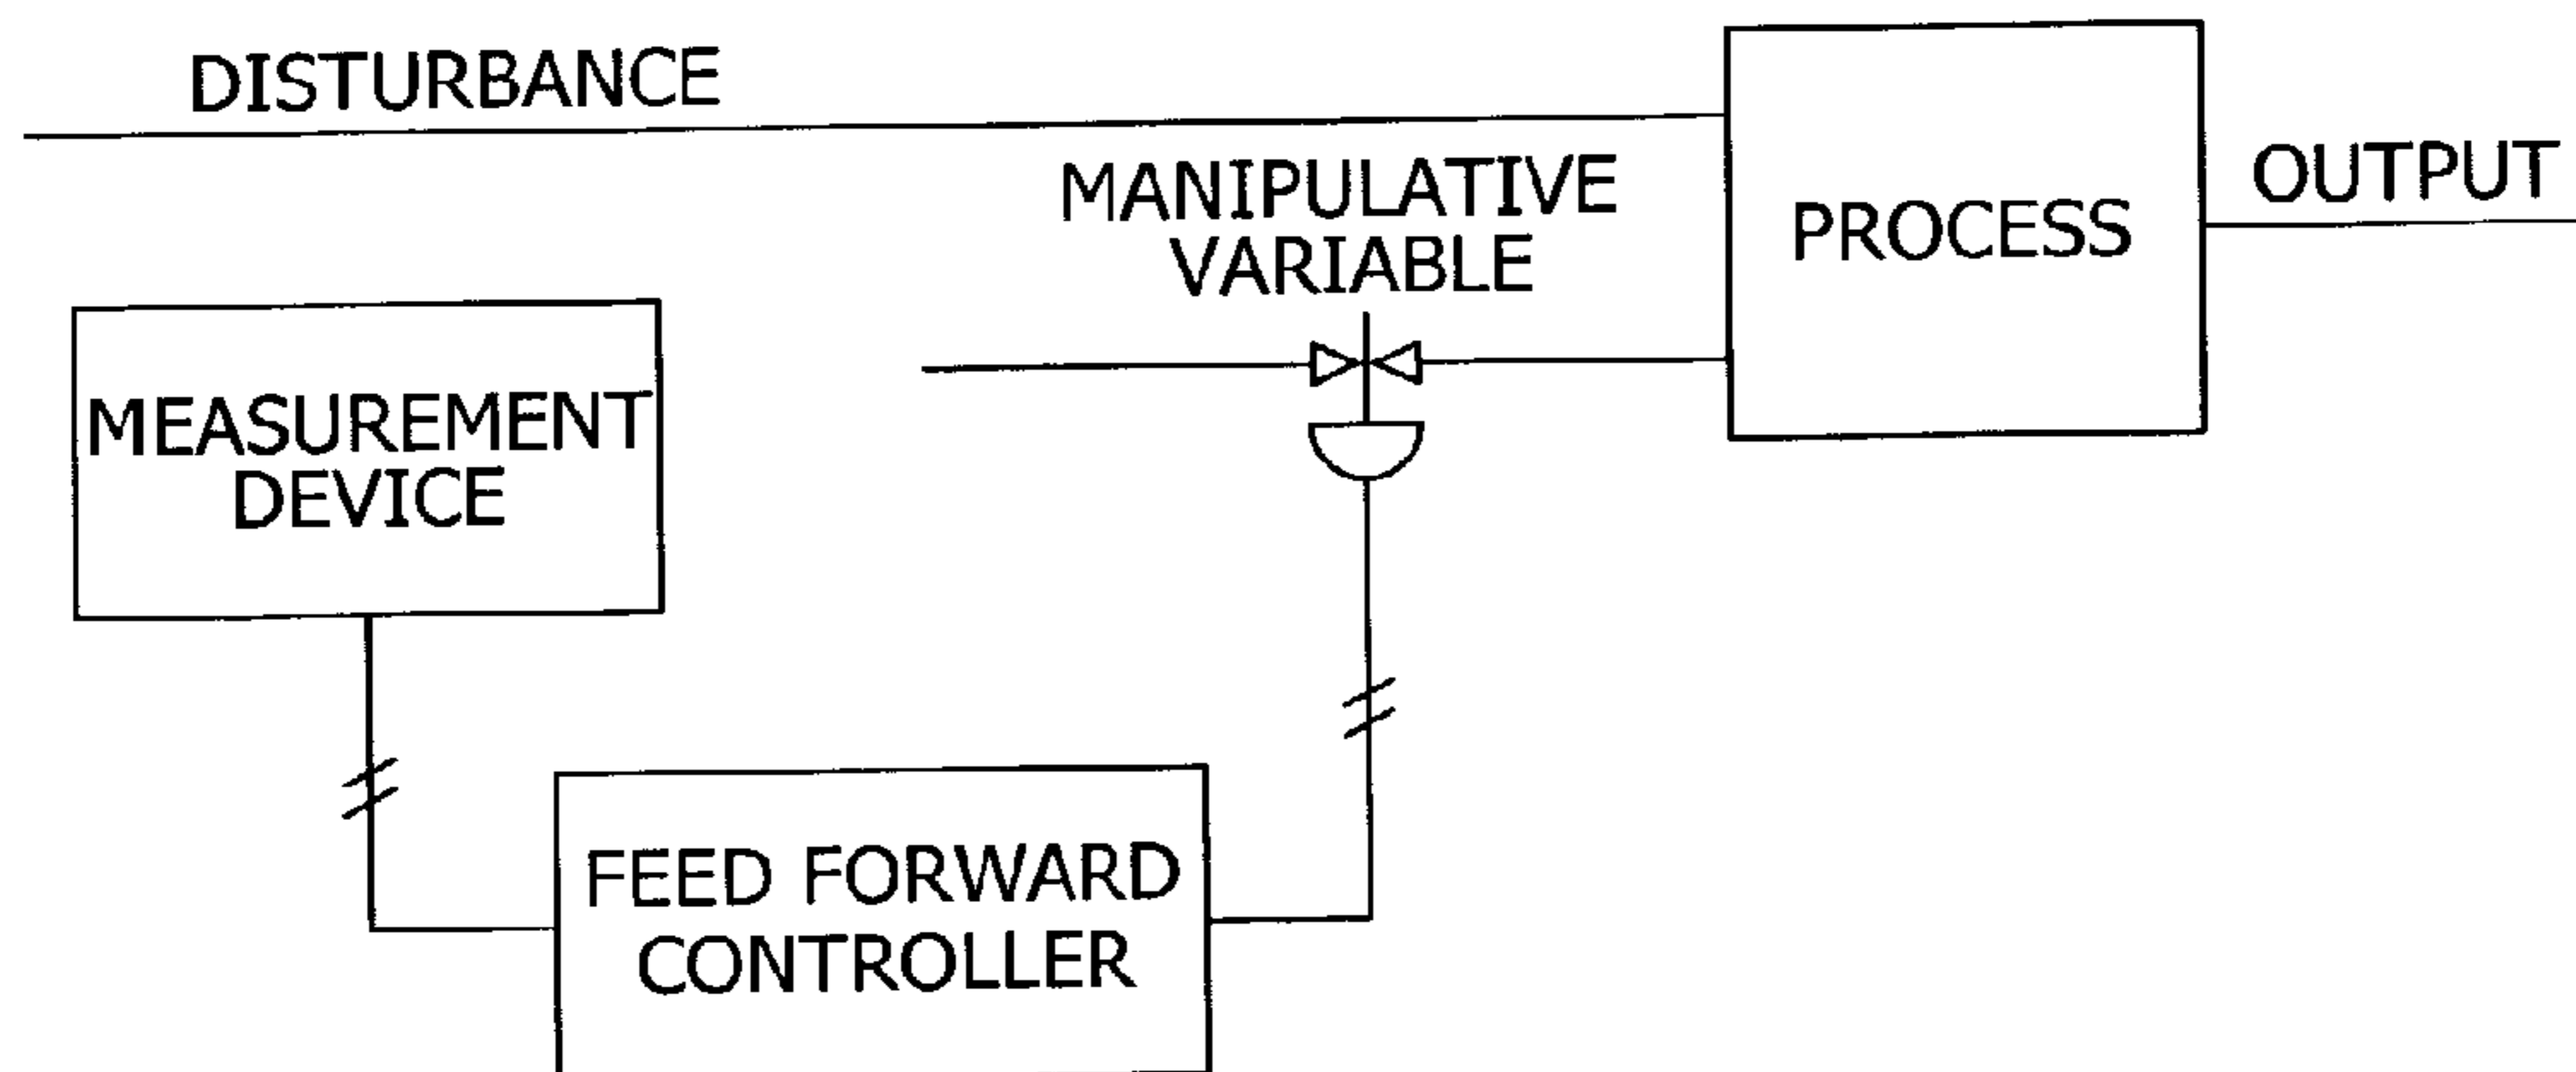 DISTURBANCE
MANIPULATIVE
VARIABLE
PROCESS
OUTPUT
MEASUREMENT
DEVICE
FEED FORWARD
CONTROLLER